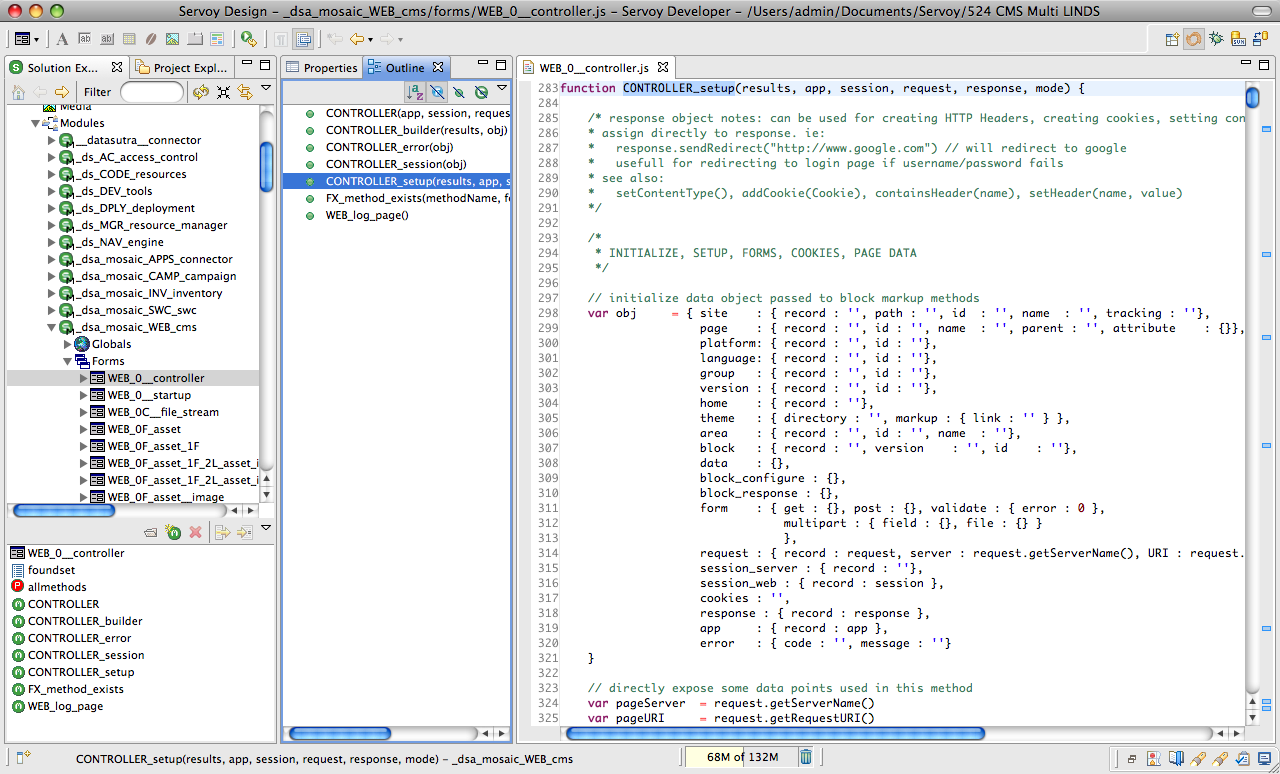 Servoy Design - _dsa_mosaic_WEB_cms/forms/WEB_0__controller.js - Servoy Developer - /Users/admin/Documents/Servoy/524 CMS Multi LINDS
Solution Ex...
Project Expl...
Filter
Media
Modules
__datasutra__connector
_ds_AC_access_control
_ds_CODE_resources
_ds_DEV_tools
_ds_DPLY_deployment
_ds_MGR_resource_manager
_ds_NAV_engine
_dsa_mosaic_APPS_connector
_dsa_mosaic_CAMP_campaign
_dsa_mosaic_INV_inventory
_dsa_mosaic_SWC_swc
_dsa_mosaic_WEB_cms
Globals
Forms
WEB_0__controller
WEB_0__startup
WEB_0C__file_stream
WEB_0F_asset
WEB_0F_asset_1F
WEB_0F_asset_1F_2L_asset_i
WEB_0F_asset_1F_2L_asset_i
WEB_0F_asset__image
WEB_0__controller
foundset
allmethods
CONTROLLER
CONTROLLER_builder
CONTROLLER_error
CONTROLLER_session
CONTROLLER_setup
FX_method_exists
WEB_log_page
Properties
Outline
CONTROLLER(app, session, reques
CONTROLLER_builder(results, obj)
CONTROLLER_error(obj)
CONTROLLER_session(obj)
CONTROLLER_setup(results, app, s
FX_method_exists(methodName, f
WEB_log_page()
WEB_0__controller.js
283 function CONTROLLER_setup(results, app, session, request, response, mode) {
284
285 /* response object notes: can be used for creating HTTP Headers, creating cookies, setting con
286 * assign directly to response. ie:
287 * response.sendRedirect("http://www.google.com") // will redirect to google
288 * usefull for redirecting to login page if username/password fails
289 * see also:
290 * setContentType(), addCookie(Cookie), containsHeader(name), setHeader(name, value)
291 */
292
293 /*
294 * INITIALIZE, SETUP, FORMS, COOKIES, PAGE DATA
295 */
296
297 // initialize data object passed to block markup methods
298 var obj = { site : { record : '', path : '', id : '', name : '', tracking : ''},
299 page : { record : '', id : '', name : '', parent : '', attribute : {}},
300 platform: { record : '', id : ''},
301 language: { record : '', id : ''},
302 group : { record : '', id : ''},
303 version : { record : '', id : ''},
304 home : { record : ''},
305 theme : { directory : '', markup : { link : '' } },
306 area : { record : '', id : '', name : ''},
307 block : { record : '', version : '', id : ''},
308 data : {},
309 block_configure : {},
310 block_response : {},
311 form : { get : {}, post : {}, validate : { error : 0 },
312 multipart : { field : {}, file : {} }
313 },
314 request : { record : request, server : request.getServerName(), URI : request.
315 session_server : { record : ''},
316 session_web : { record : session },
317 cookies : '',
318 response : { record : response },
319 app : { record : app },
320 error : { code : '', message : ''}
321 }
322
323 // directly expose some data points used in this method
324 var pageServer = request.getServerName()
325 var pageURI = request.getRequestURI()
CONTROLLER_setup(results, app, session, request, response, mode) - _dsa_mosaic_WEB_cms
68M of 132M